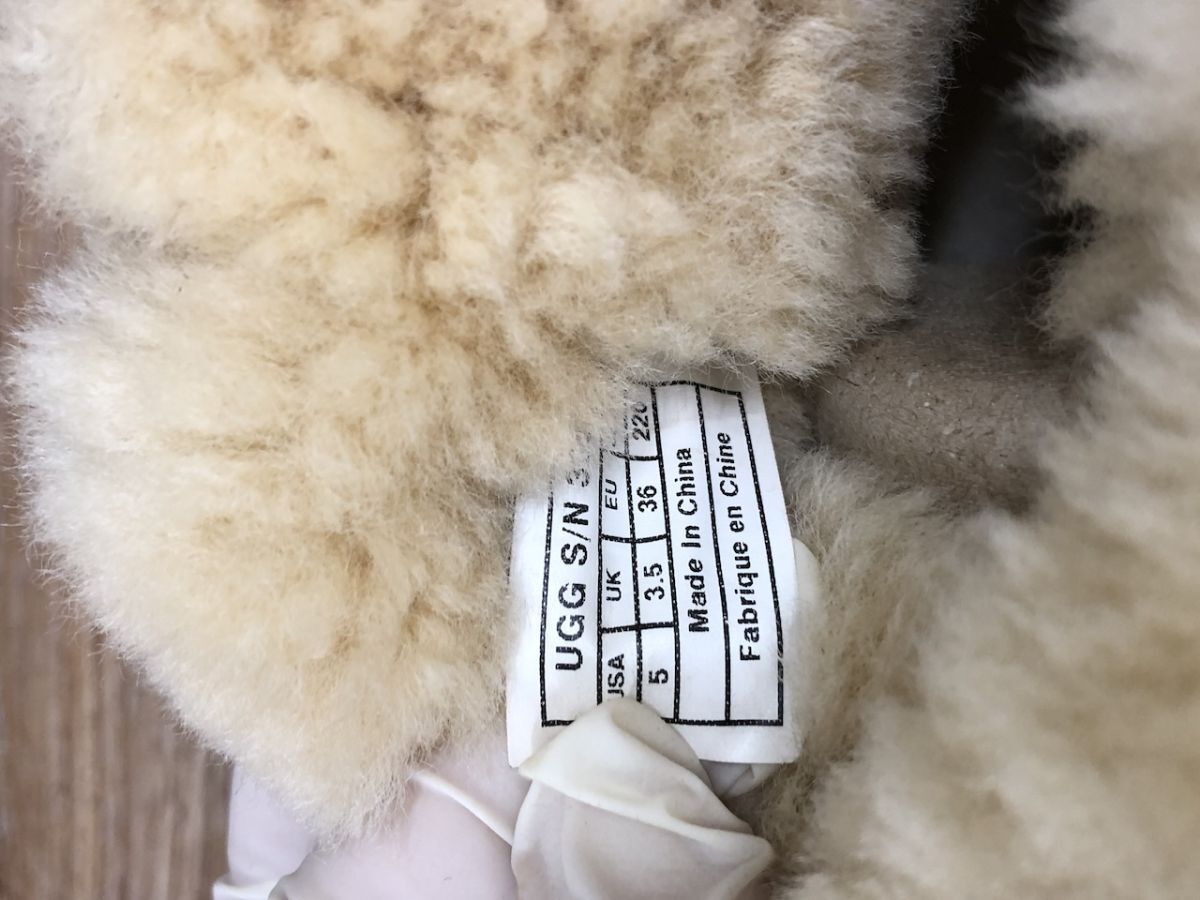 UGG S/N
USA UK EU
5 3.5 36 220
Made In China
Fabrique en Chine